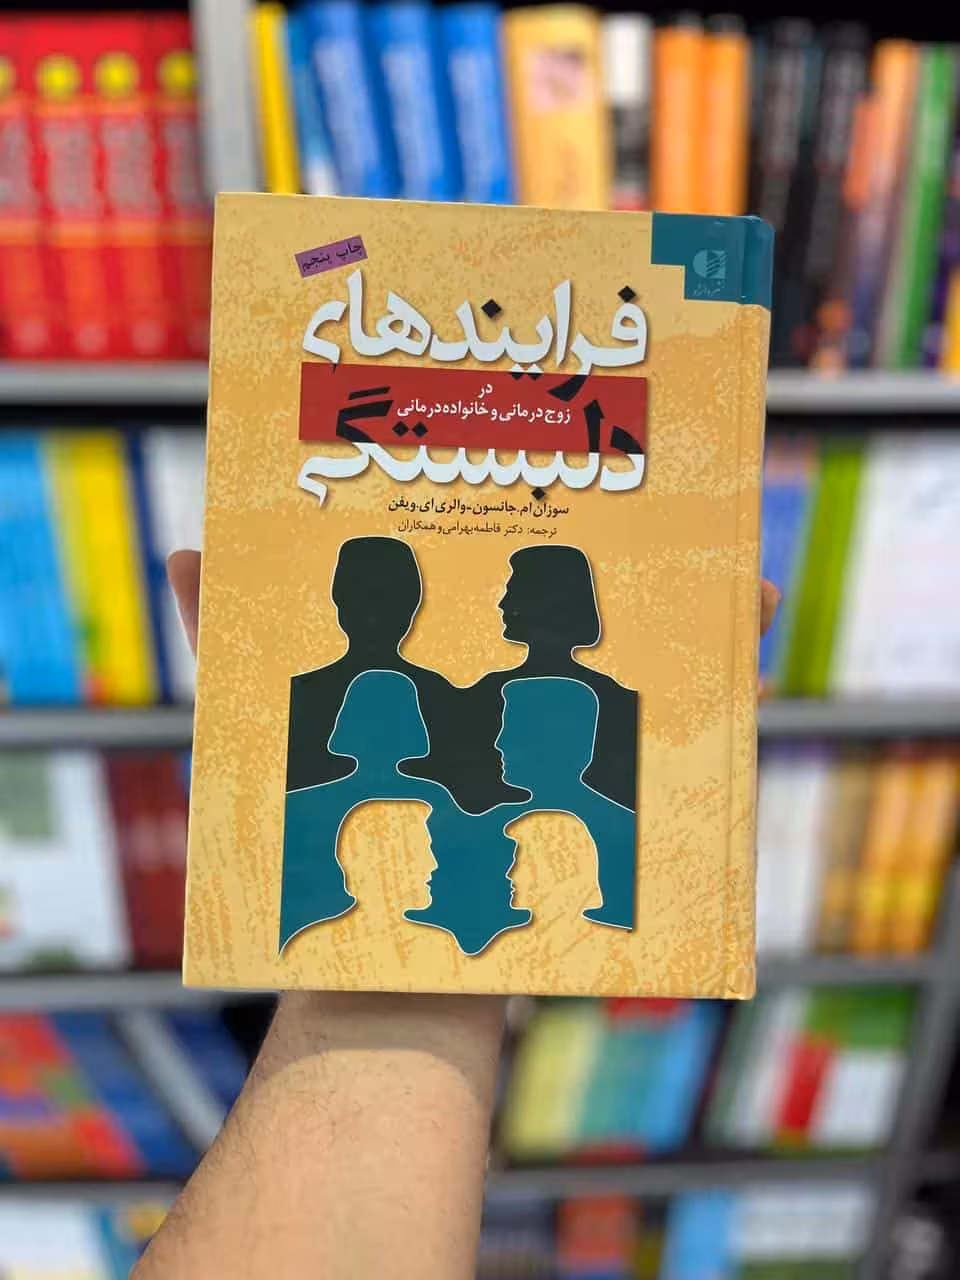 چاپ پنجم
فرایندهای
در
زوج درمانی و خانواده درمانی
دلبستگی
سوزان ام. جانسون - والری ای. ویفن
ترجمه: دکتر فاطمه بهرامی و همکاران